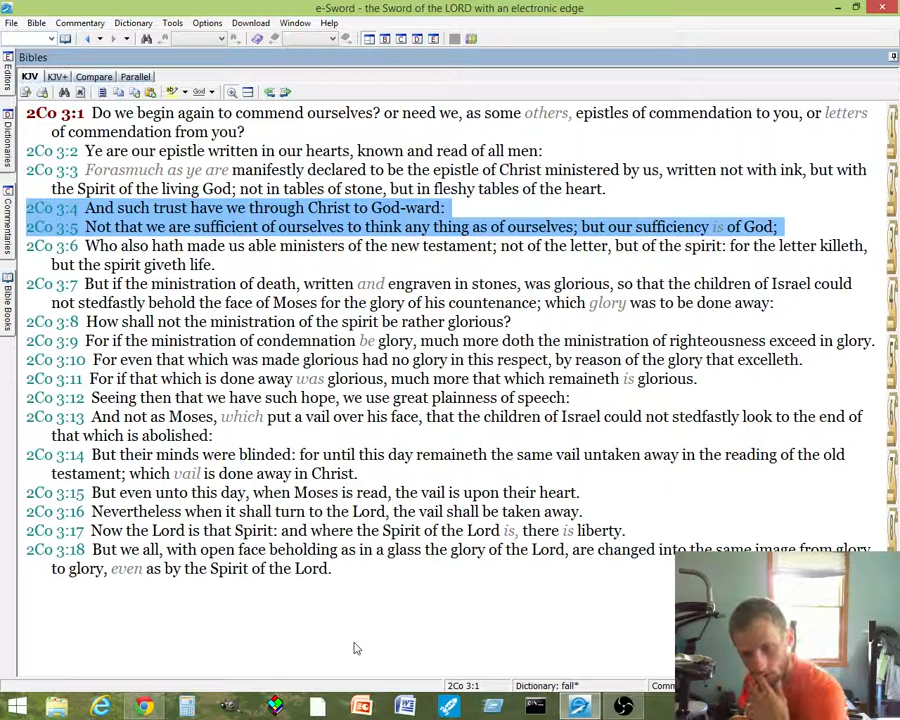 e-Sword - the Sword of the LORD with an electronic edge
File Bible Commentary Dictionary Tools Options Download Window Help
B C D E
Bibles
Editors
Dictionaries
Commentaries
Bible Books
KJV KJV+ Compare Parallel
2Co 3:1 Do we begin again to commend ourselves? or need we, as some others, epistles of commendation to you, or letters
of commendation from you?
2Co 3:2 Ye are our epistle written in our hearts, known and read of all men:
2Co 3:3 Forasmuch as ye are manifestly declared to be the epistle of Christ ministered by us, written not with ink, but with
the Spirit of the living God; not in tables of stone, but in fleshy tables of the heart.
2Co 3:4 And such trust have we through Christ to God-ward:
2Co 3:5 Not that we are sufficient of ourselves to think any thing as of ourselves; but our sufficiency is of God;
2Co 3:6 Who also hath made us able ministers of the new testament; not of the letter, but of the spirit: for the letter killeth,
but the spirit giveth life.
2Co 3:7 But if the ministration of death, written and engraven in stones, was glorious, so that the children of Israel could
not stedfastly behold the face of Moses for the glory of his countenance; which glory was to be done away:
2Co 3:8 How shall not the ministration of the spirit be rather glorious?
2Co 3:9 For if the ministration of condemnation be glory, much more doth the ministration of righteousness exceed in glory.
2Co 3:10 For even that which was made glorious had no glory in this respect, by reason of the glory that excelleth.
2Co 3:11 For if that which is done away was glorious, much more that which remaineth is glorious.
2Co 3:12 Seeing then that we have such hope, we use great plainness of speech:
2Co 3:13 And not as Moses, which put a vail over his face, that the children of Israel could not stedfastly look to the end of
that which is abolished:
2Co 3:14 But their minds were blinded: for until this day remaineth the same vail untaken away in the reading of the old
testament; which vail is done away in Christ.
2Co 3:15 But even unto this day, when Moses is read, the vail is upon their heart.
2Co 3:16 Nevertheless when it shall turn to the Lord, the vail shall be taken away.
2Co 3:17 Now the Lord is that Spirit: and where the Spirit of the Lord is, there is liberty.
2Co 3:18 But we all, with open face beholding as in a glass the glory of the Lord, are changed into the same image from glory
to glory, even as by the Spirit of the Lord.
2Co 3:1 Dictionary: fall* Comm